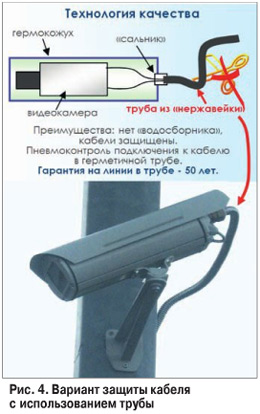 Технология качества
гермокожух
«сальник»
видеокамера
труба из «нержавейки»
Преимущества: нет «водосборника»,
кабели защищены.
Пневмоконтроль подключения к кабелю
в герметичной трубе.
Гарантия на линии в трубе - 50 лет.
Рис. 4. Вариант защиты кабеля
с использованием трубы